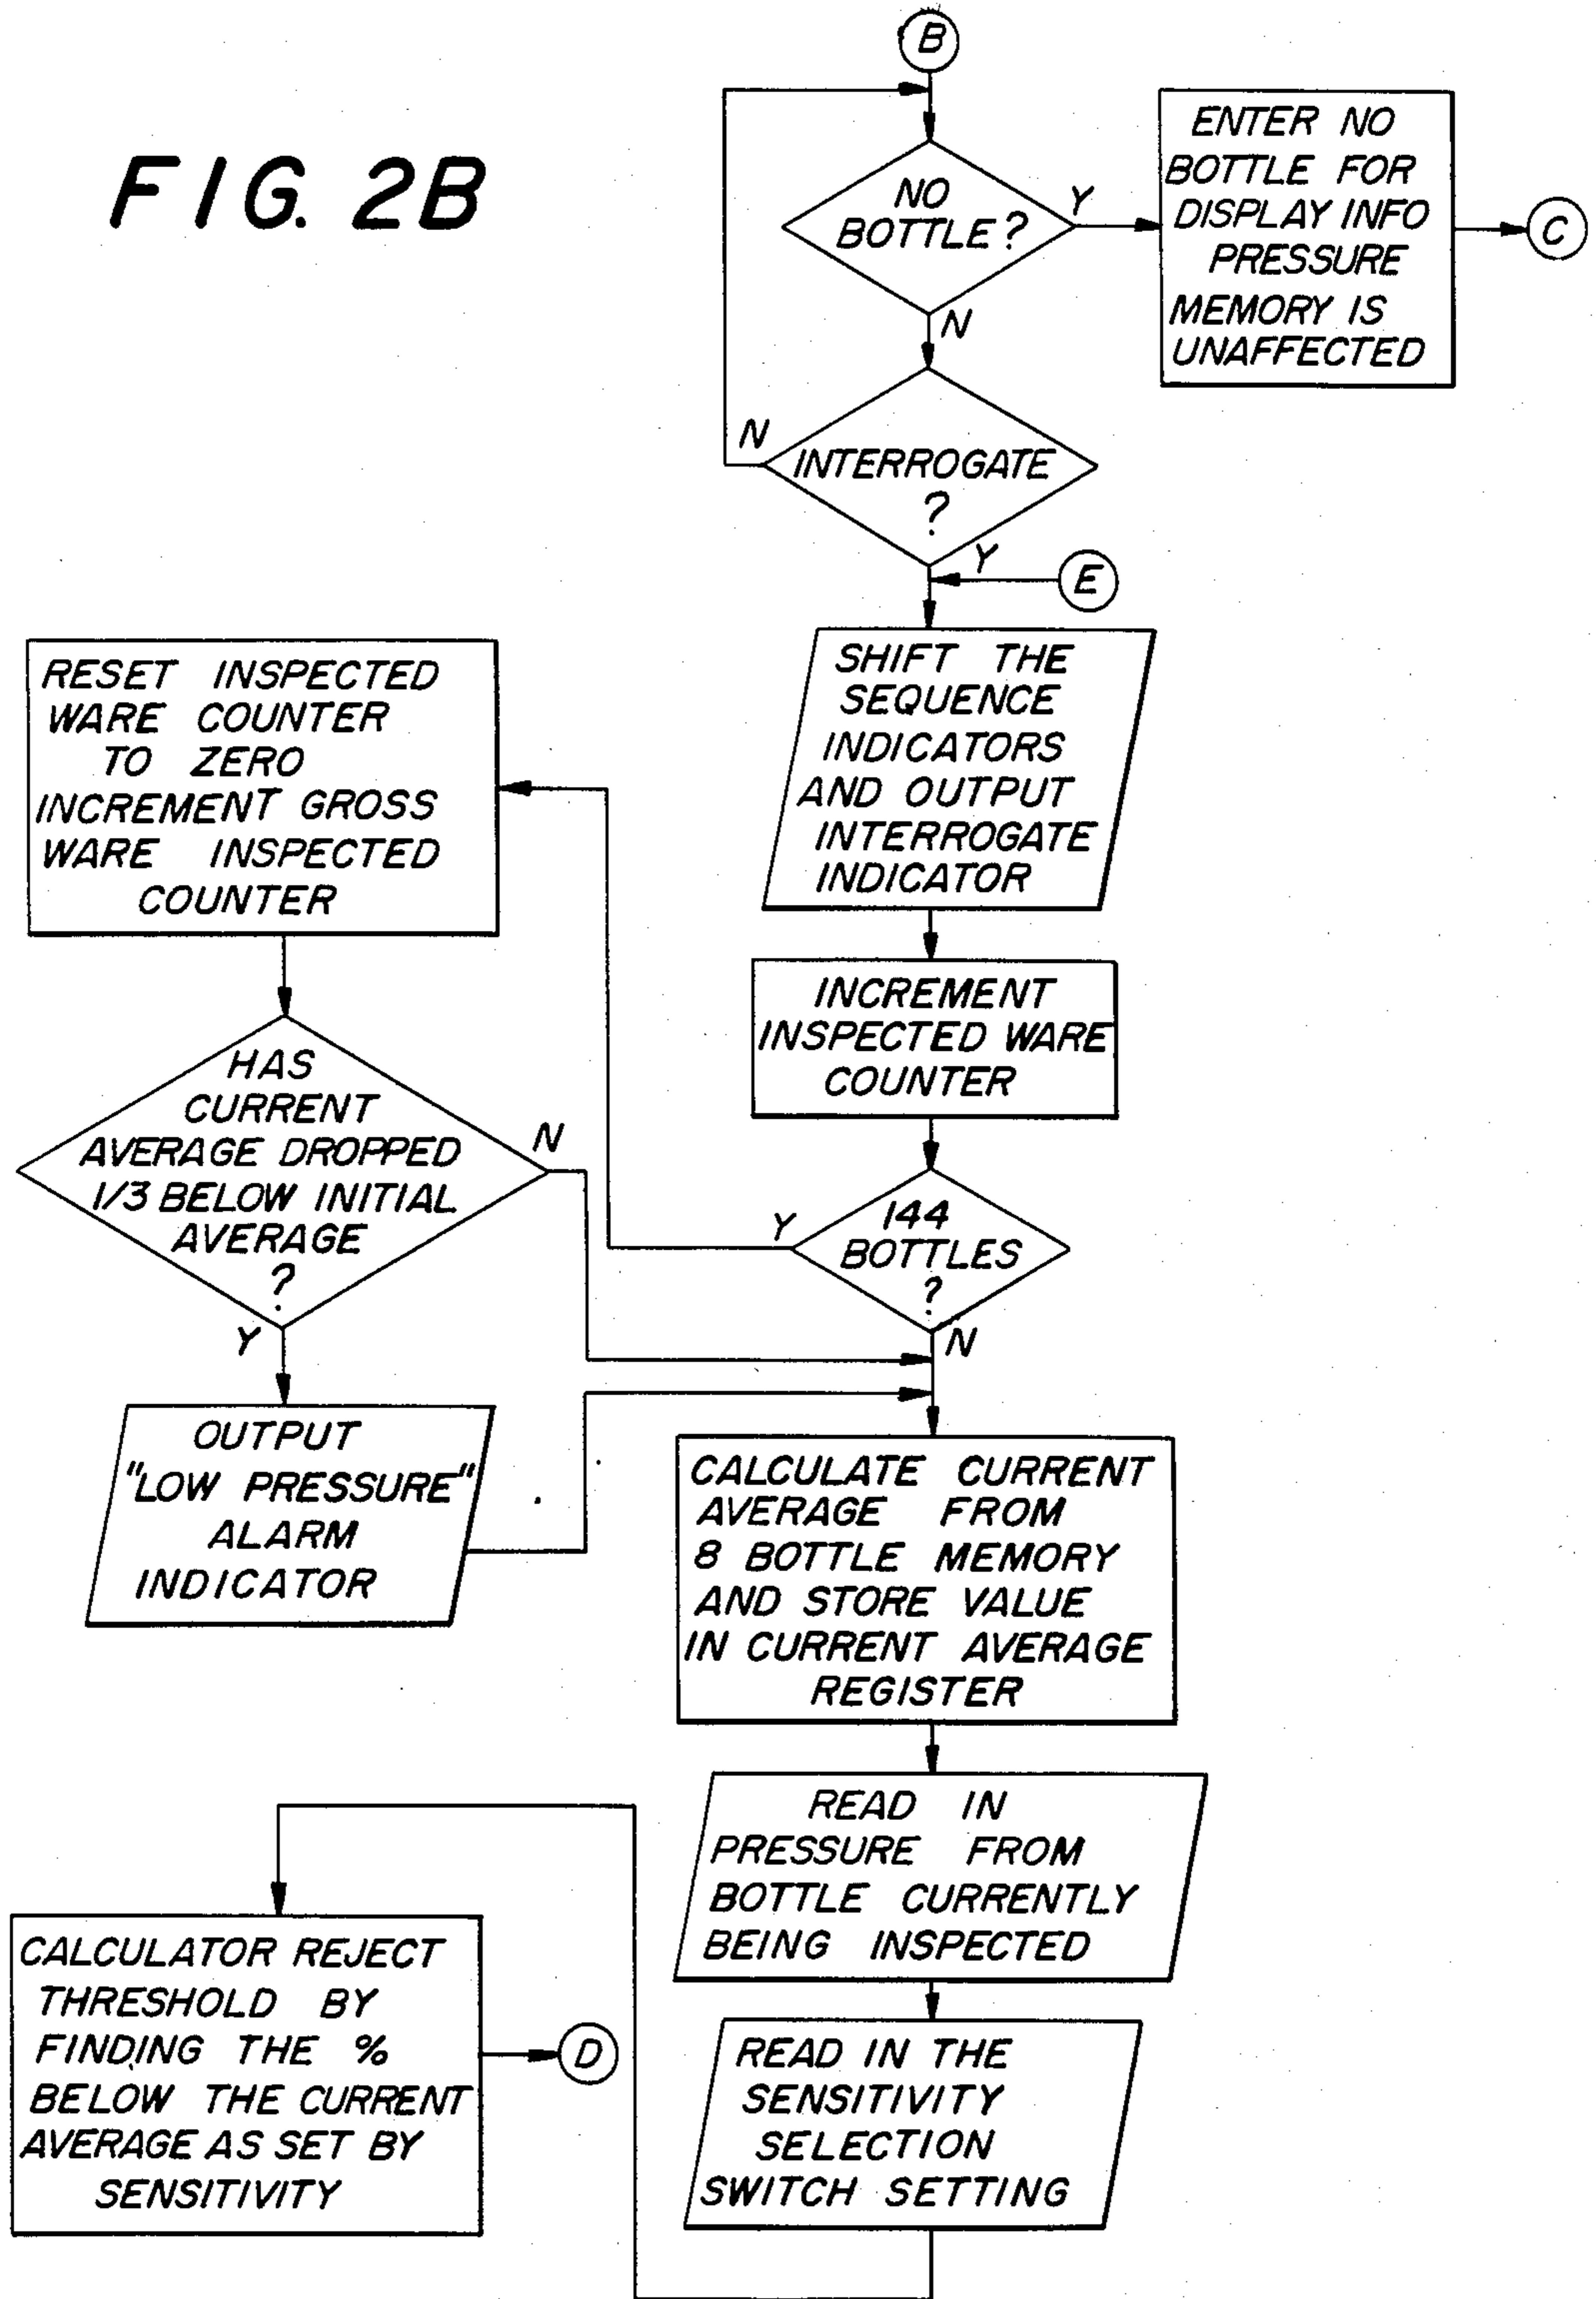 FIG. 2B
B
NO
BOTTLE?
Y
ENTER NO
BOTTLE FOR
DISPLAY INFO
PRESSURE
MEMORY IS
UNAFFECTED
C
N
N
INTERROGATE
?
Y
E
SHIFT THE
SEQUENCE
INDICATORS
AND OUTPUT
INTERROGATE
INDICATOR
INCREMENT
INSPECTED WARE
COUNTER
144
BOTTLES
?
Y
N
RESET INSPECTED
WARE COUNTER
TO ZERO
INCREMENT GROSS
WARE INSPECTED
COUNTER
HAS
CURRENT
AVERAGE DROPPED
1/3 BELOW INITIAL
AVERAGE
?
N
Y
OUTPUT
"LOW PRESSURE"
ALARM
INDICATOR
CALCULATE CURRENT
AVERAGE FROM
8 BOTTLE MEMORY
AND STORE VALUE
IN CURRENT AVERAGE
REGISTER
READ IN
PRESSURE FROM
BOTTLE CURRENTLY
BEING INSPECTED
READ IN THE
SENSITIVITY
SELECTION
SWITCH SETTING
CALCULATOR REJECT
THRESHOLD BY
FINDING THE %
BELOW THE CURRENT
AVERAGE AS SET BY
SENSITIVITY
D